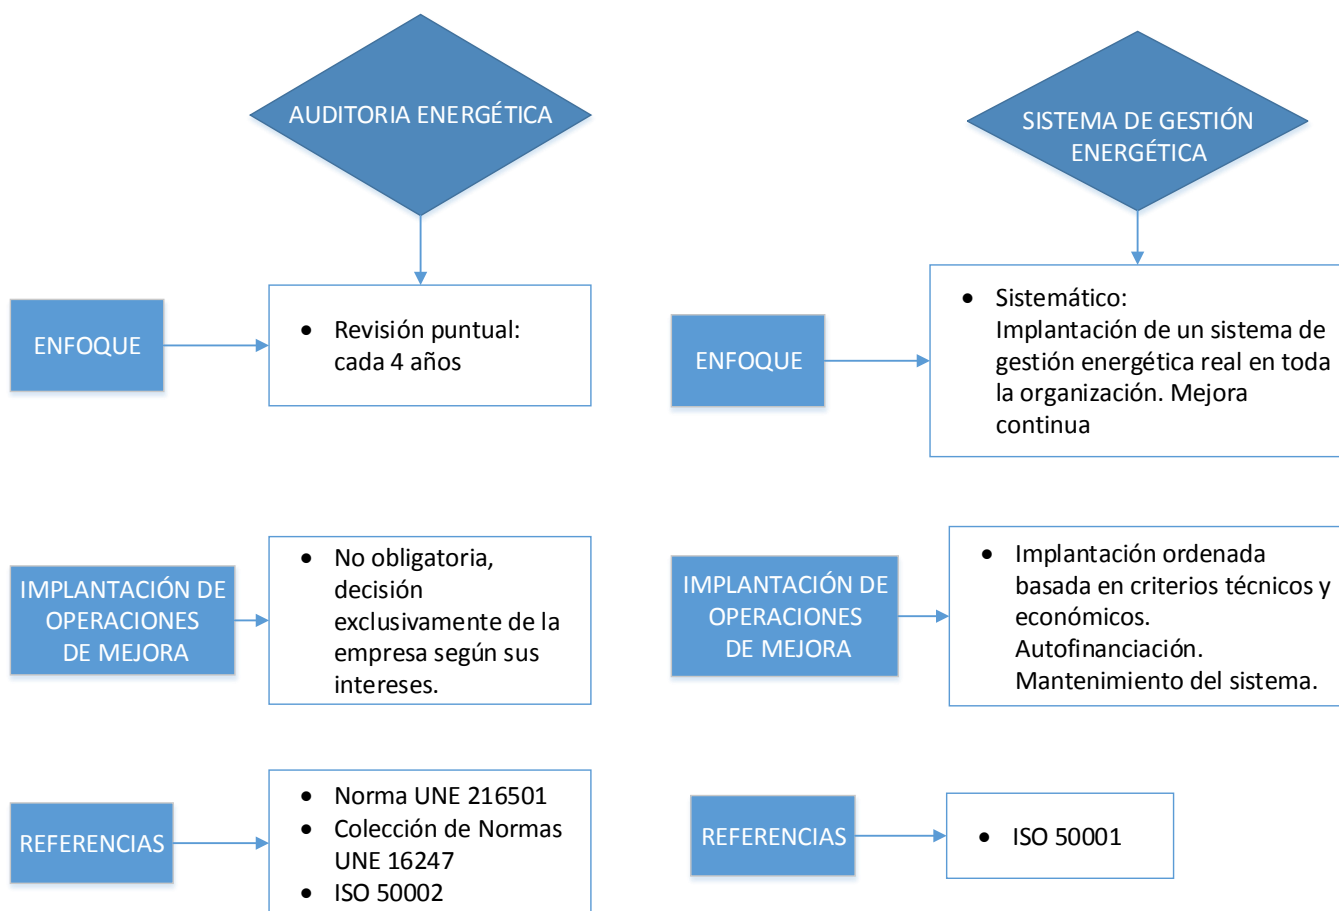 AUDITORIA ENERGÉTICA
ENFOQUE
• Revisión puntual:
cada 4 años
IMPLANTACIÓN DE
OPERACIONES
DE MEJORA
• No obligatoria,
decisión
exclusivamente de la
empresa según sus
intereses.
REFERENCIAS
• Norma UNE 216501
• Colección de Normas
UNE 16247
• ISO 50002
SISTEMA DE GESTIÓN
ENERGÉTICA
ENFOQUE
• Sistemático:
Implantación de un sistema de
gestión energética real en toda
la organización. Mejora
continua
IMPLANTACIÓN DE
OPERACIONES
DE MEJORA
• Implantación ordenada
basada en criterios técnicos y
económicos.
Autofinanciación.
Mantenimiento del sistema.
REFERENCIAS
• ISO 50001